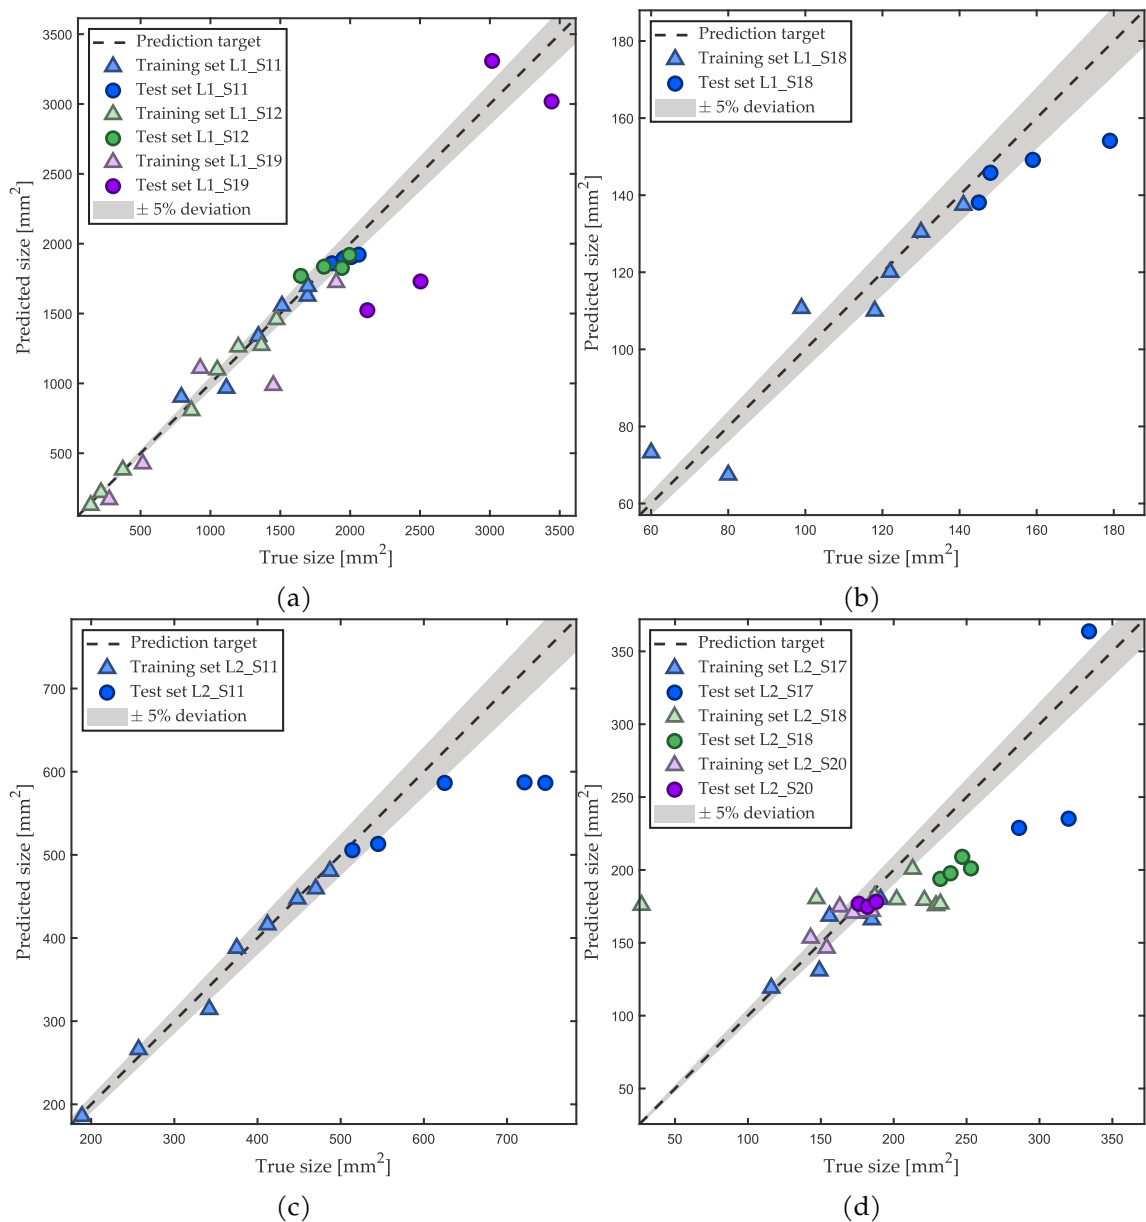 Prediction target
Training set L1_S11
Test set L1_S11
Training set L1_S12
Test set L1_S12
Training set L1_S19
Test set L1_S19
± 5% deviation
Predicted size [mm2]
3500
3000
2500
2000
1500
1000
500
500 1000 1500 2000 2500 3000 3500
True size [mm2]
(a)
Prediction target
Training set L1_S18
Test set L1_S18
± 5% deviation
Predicted size [mm2]
180
160
140
120
100
80
60
60 80 100 120 140 160 180
True size [mm2]
(b)
Prediction target
Training set L2_S11
Test set L2_S11
± 5% deviation
Predicted size [mm2]
700
600
500
400
300
200
200 300 400 500 600 700
True size [mm2]
(c)
Prediction target
Training set L2_S17
Test set L2_S17
Training set L2_S18
Test set L2_S18
Training set L2_S20
Test set L2_S20
± 5% deviation
Predicted size [mm2]
350
300
250
200
150
100
50
50 100 150 200 250 300 350
True size [mm2]
(d)